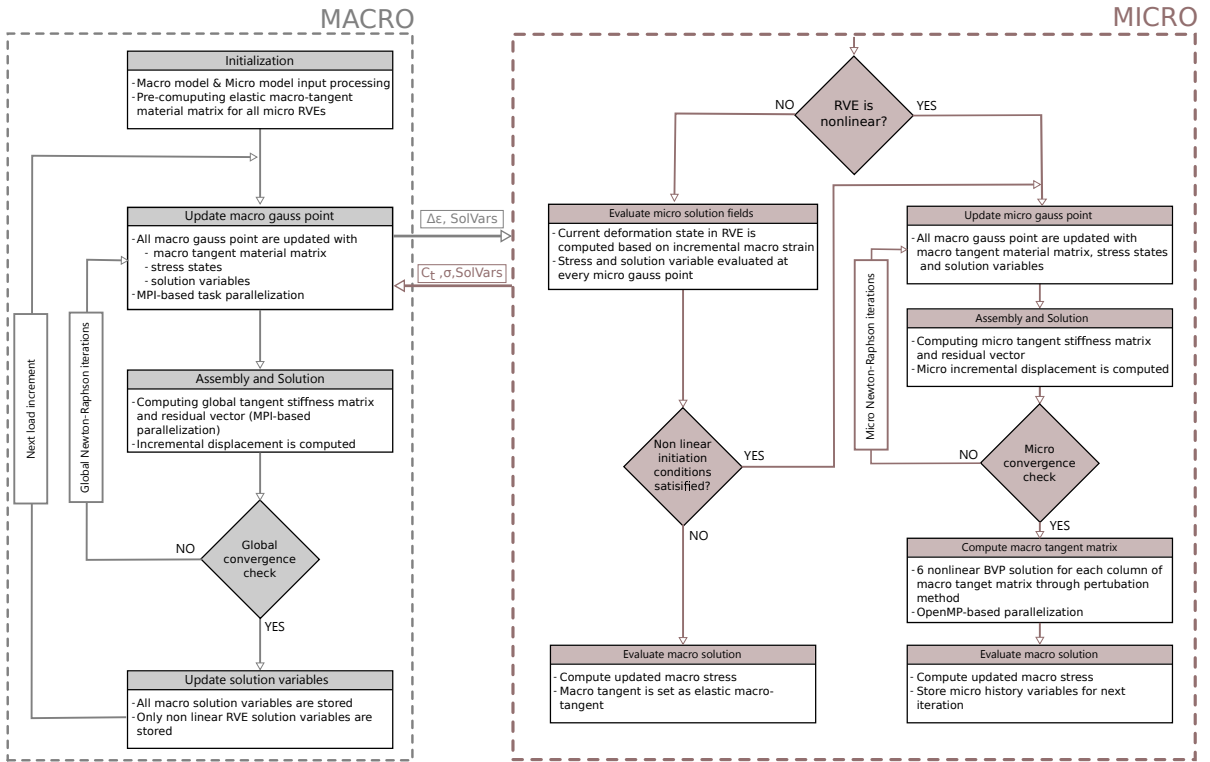 MACRO
Initialization
-Macro model & Micro model input processing
-Pre-comuputing elastic macro-tangent
material matrix for all micro RVEs
Update macro gauss point
-All macro gauss point are updated with
- macro tangent material matrix
- stress states
- solution variables
-MPI-based task parallelization
Next load increment
Global Newton-Raphson iterations
Assembly and Solution
-Computing global tangent stiffness matrix
and residual vector (MPI-based
parallelization)
-Incremental displacement is computed
Global
convergence
check
NO
YES
Update solution variables
-All macro solution variables are stored
-Only non linear RVE solution variables are
stored
Δε, SolVars
Ct ,σ,SolVars
MICRO
RVE is
nonlinear?
NO
YES
Evaluate micro solution fields
-Current deformation state in RVE is
computed based on incremental macro strain
-Stress and solution variable evaluated at
every micro gauss point
Non linear
initiation
conditions
satisified?
YES
NO
Evaluate macro solution
-Compute updated macro stress
-Macro tangent is set as elastic macro-
tangent
Update micro gauss point
-All macro gauss point are updated with
macro tangent material matrix, stress states
and solution variables
Micro Newton-Raphson iterations
Assembly and Solution
-Computing micro tangent stiffness matrix
and residual vector
-Micro incremental displacement is computed
Micro
convergence
check
NO
YES
Compute macro tangent matrix
-6 nonlinear BVP solution for each column of
macro tanget matrix through pertubation
method
-OpenMP-based parallelization
Evaluate macro solution
-Compute updated macro stress
-Store micro history variables for next
iteration